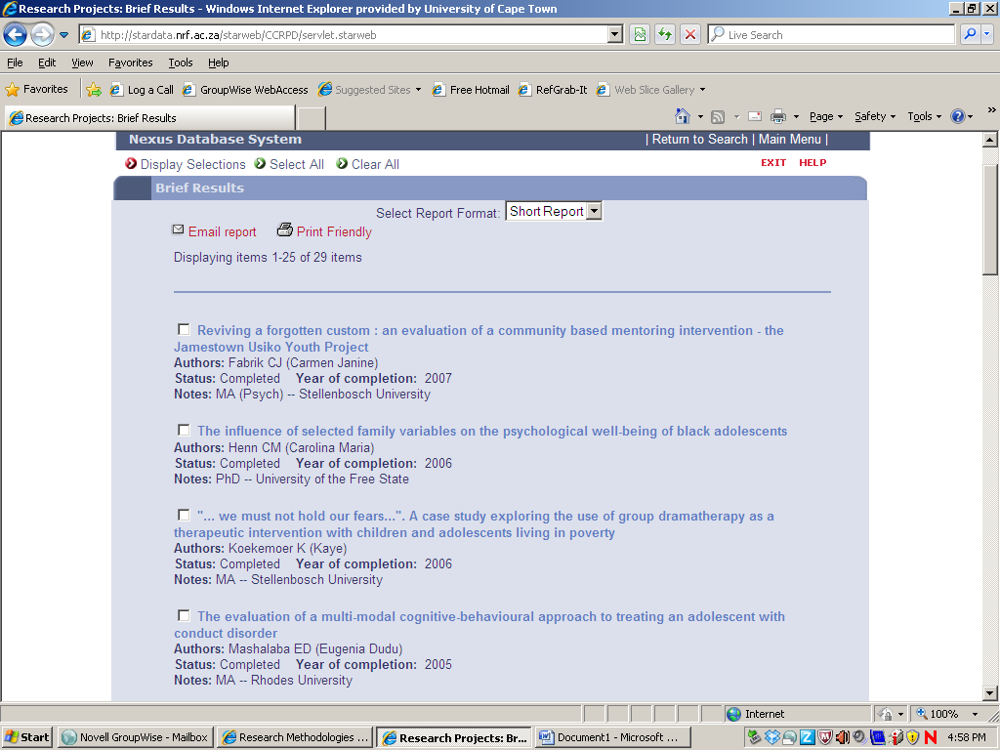 Research Projects: Brief Results - Windows Internet Explorer provided by University of Cape Town
http://stardata.nrf.ac.za/starweb/CCRPD/servlet.starweb
Live Search
File Edit View Favorites Tools Help
Favorites Log a Call GroupWise WebAccess Suggested Sites Free Hotmail RefGrab-It Web Slice Gallery
Research Projects: Brief Results Page Safety Tools
Nexus Database System | Return to Search | Main Menu |
Display Selections Select All Clear All EXIT HELP
Brief Results
Select Report Format: Short Report
Email report Print Friendly
Displaying items 1-25 of 29 items
Reviving a forgotten custom : an evaluation of a community based mentoring intervention - the
Jamestown Usiko Youth Project
Authors: Fabrik CJ (Carmen Janine)
Status: Completed Year of completion: 2007
Notes: MA (Psych) -- Stellenbosch University
The influence of selected family variables on the psychological well-being of black adolescents
Authors: Henn CM (Carolina Maria)
Status: Completed Year of completion: 2006
Notes: PhD -- University of the Free State
"... we must not hold our fears...". A case study exploring the use of group dramatherapy as a
therapeutic intervention with children and adolescents living in poverty
Authors: Koekemoer K (Kaye)
Status: Completed Year of completion: 2006
Notes: MA -- Stellenbosch University
The evaluation of a multi-modal cognitive-behavioural approach to treating an adolescent with
conduct disorder
Authors: Mashalaba ED (Eugenia Dudu)
Status: Completed Year of completion: 2005
Notes: MA -- Rhodes University
Internet 100%
Start Novell GroupWise - Mailbox Research Methodologies ... Research Projects: Br... Document1 - Microsoft ... 4:58 PM